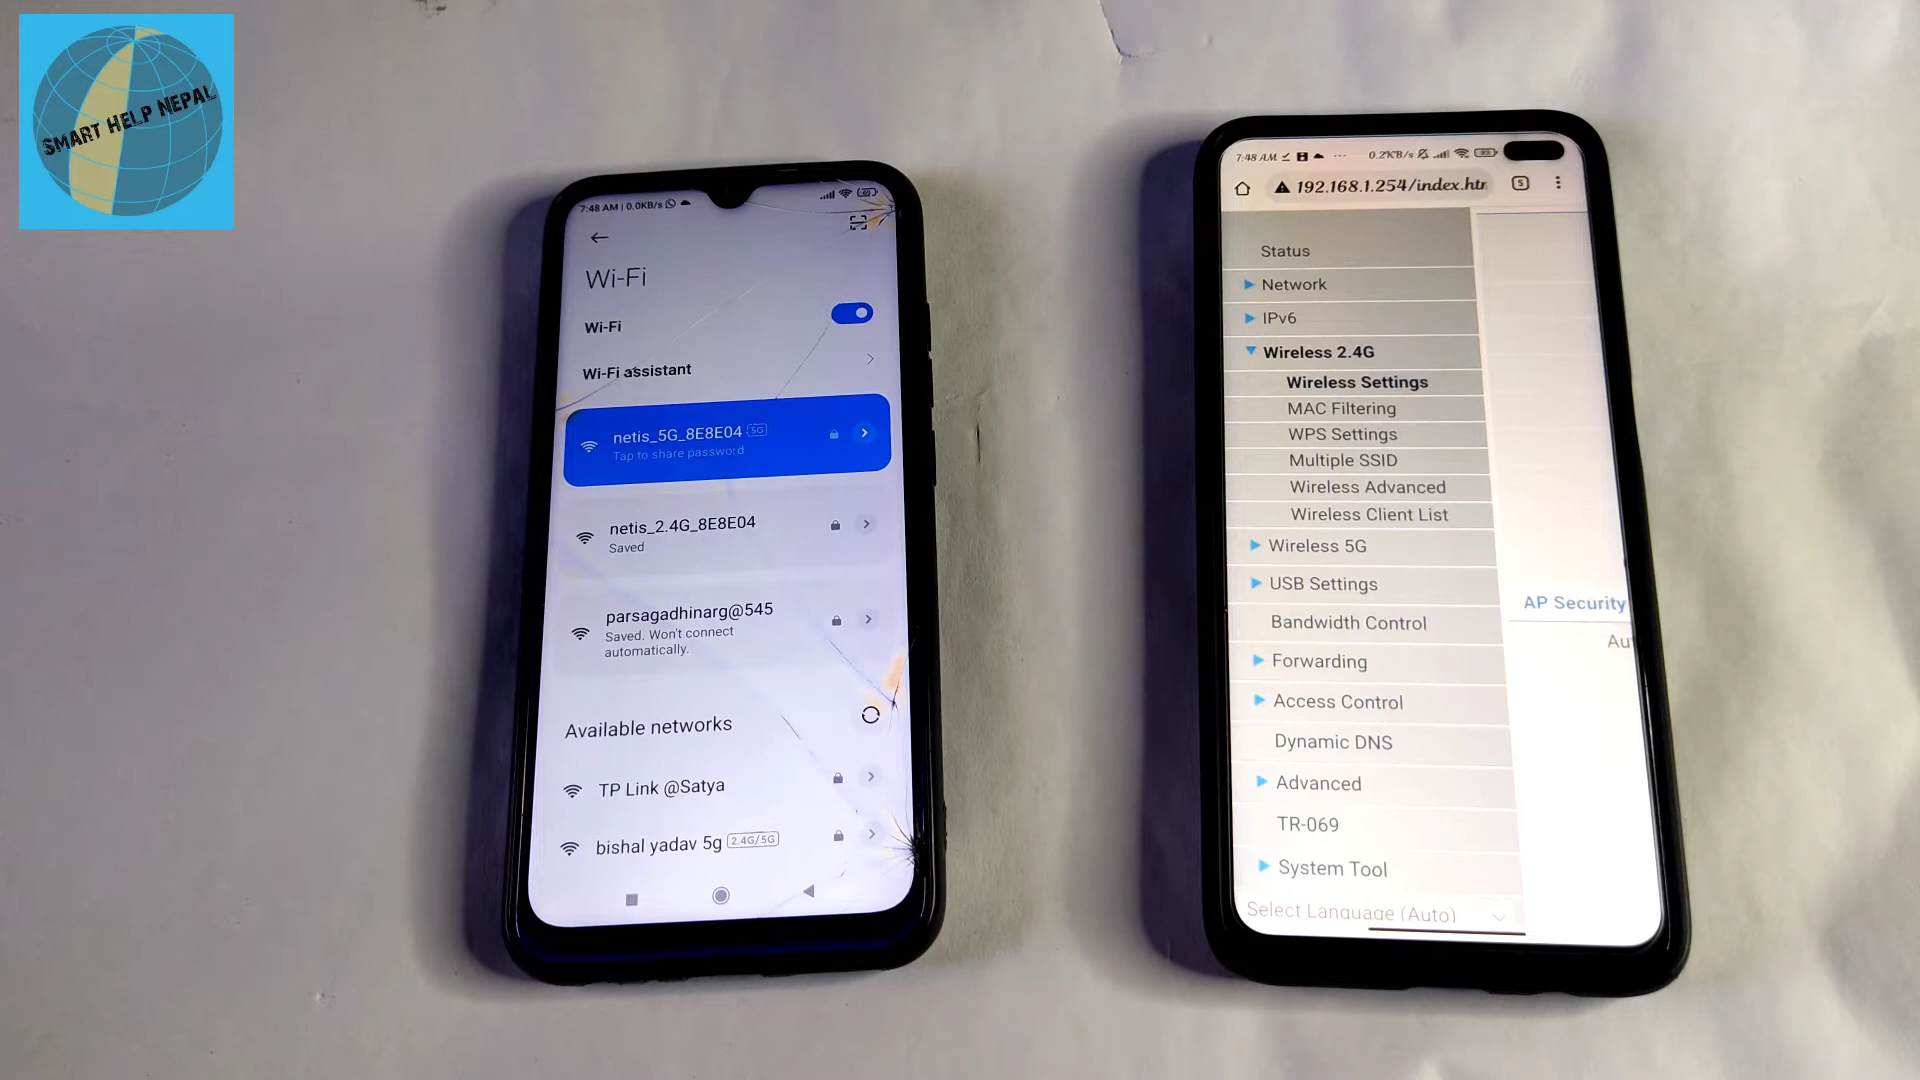 SMART HELP NEPAL
7:48 AM | 0.0KB/s
Wi-Fi
Wi-Fi
Wi-Fi assistant
netis_5G_8E8E04 5G
Tap to share password
netis_2.4G_8E8E04
Saved
parsagadhinarg@545
Saved. Won't connect
automatically.
Available networks
TP Link @Satya
bishal yadav 5g 2.4G/5G
7:48 AM 0.2KB/s
192.168.1.254/index.htr
5
Status
Network
IPv6
Wireless 2.4G
Wireless Settings
MAC Filtering
WPS Settings
Multiple SSID
Wireless Advanced
Wireless Client List
Wireless 5G
USB Settings
Bandwidth Control
Forwarding
Access Control
Dynamic DNS
Advanced
TR-069
System Tool
Select Language (Auto)
AP Security
Au